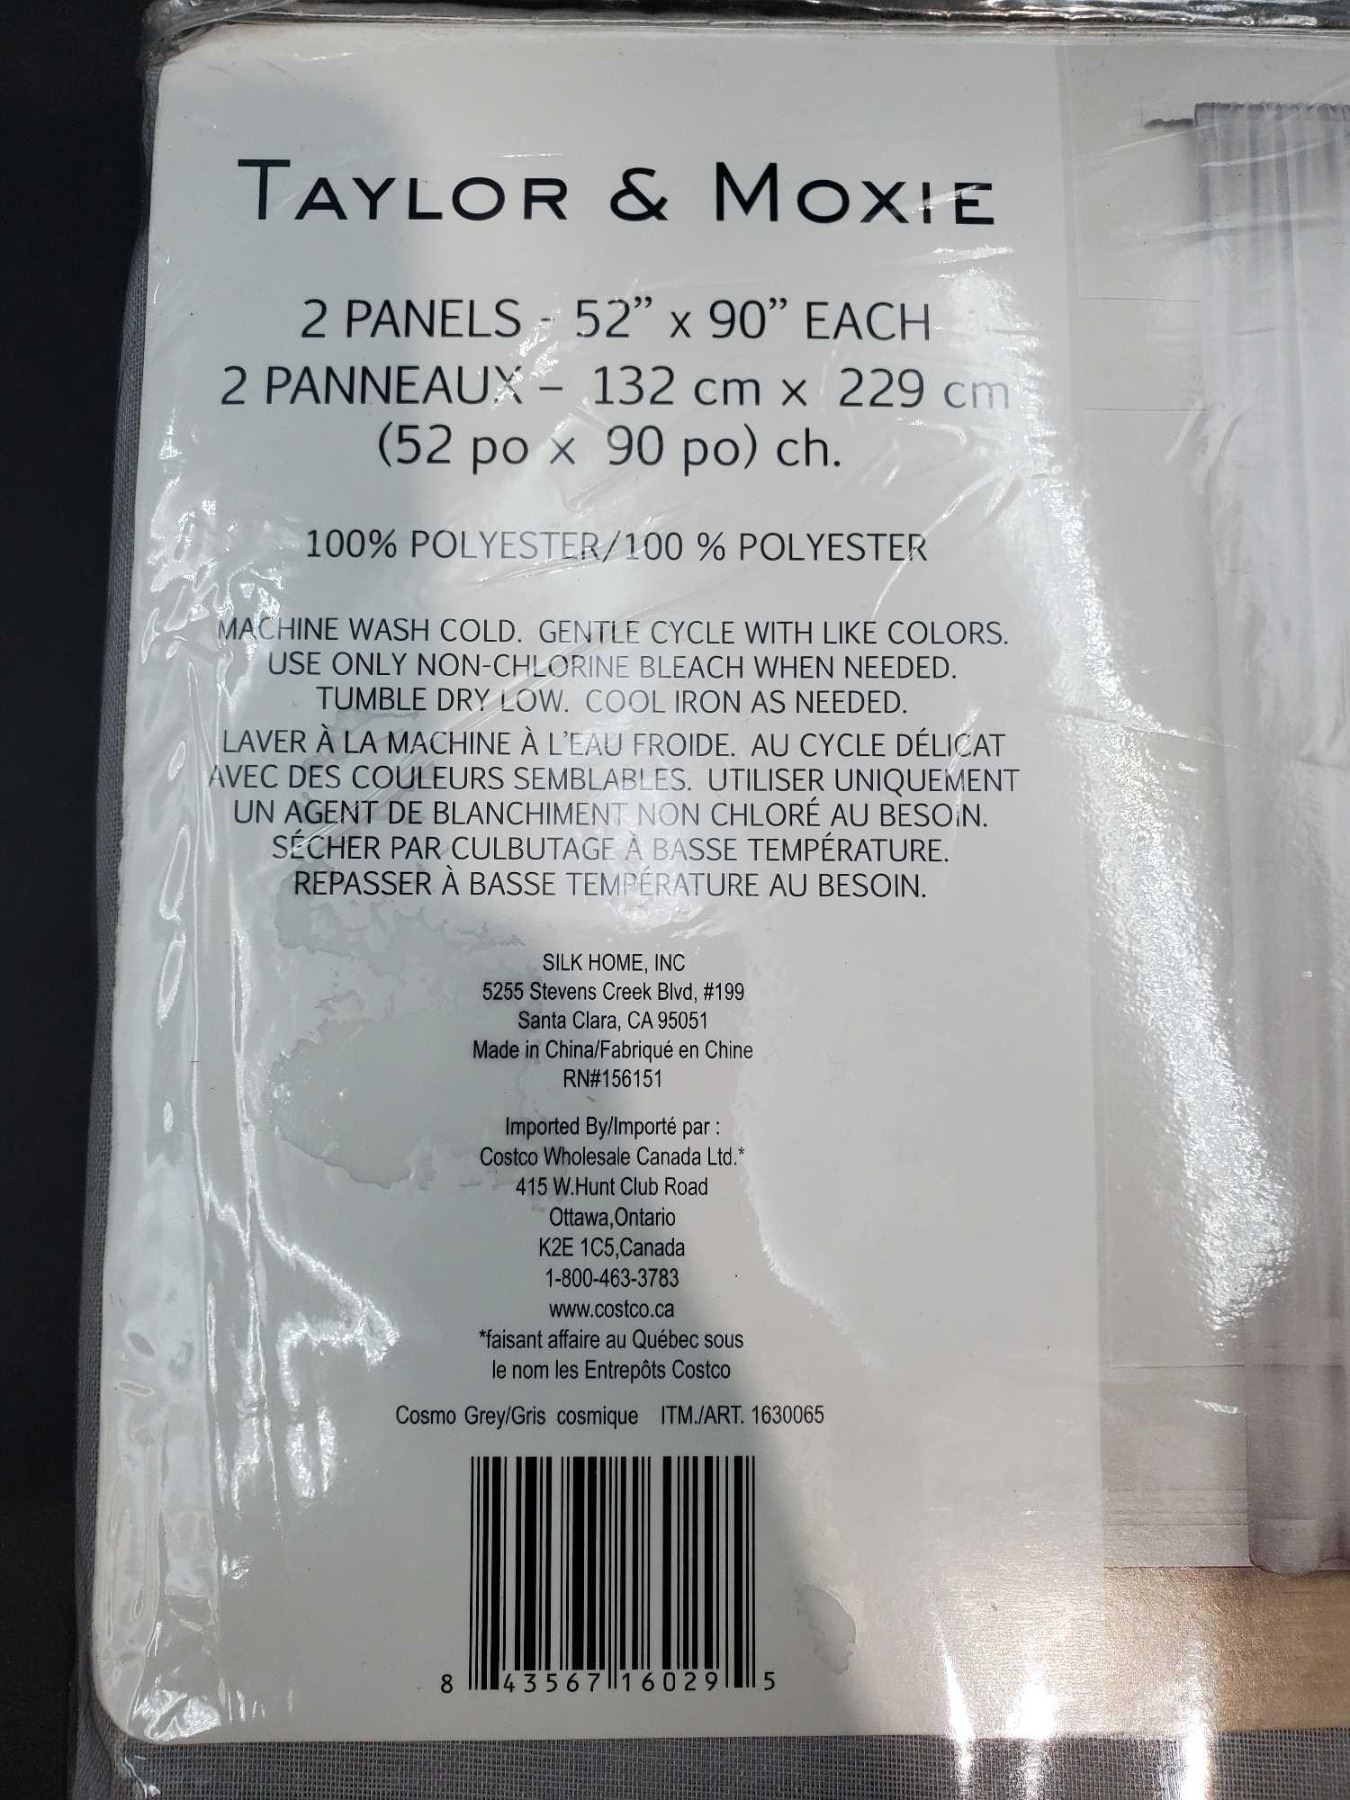 TAYLOR & MOXIE
2 PANELS - 52” x 90” EACH
2 PANNEAUX – 132 cm x 229 cm
(52 po x 90 po) ch.
100% POLYESTER/100 % POLYESTER
MACHINE WASH COLD. GENTLE CYCLE WITH LIKE COLORS.
USE ONLY NON-CHLORINE BLEACH WHEN NEEDED.
TUMBLE DRY LOW. COOL IRON AS NEEDED.
LAVER À LA MACHINE À L’EAU FROIDE. AU CYCLE DÉLICAT
AVEC DES COULEURS SEMBLABLES. UTILISER UNIQUEMENT
UN AGENT DE BLANCHIMENT NON CHLORÉ AU BESOIN.
SÉCHER PAR CULBUTAGE À BASSE TEMPÉRATURE.
REPASSER À BASSE TEMPÉRATURE AU BESOIN.
SILK HOME, INC
5255 Stevens Creek Blvd, #199
Santa Clara, CA 95051
Made in China/Fabriqué en Chine
RN#156151
Imported By/Importé par :
Costco Wholesale Canada Ltd.*
415 W.Hunt Club Road
Ottawa,Ontario
K2E 1C5,Canada
1-800-463-3783
www.costco.ca
*faisant affaire au Québec sous
le nom les Entrepôts Costco
Cosmo Grey/Gris cosmique ITM./ART. 1630065
8 43567 16029 5